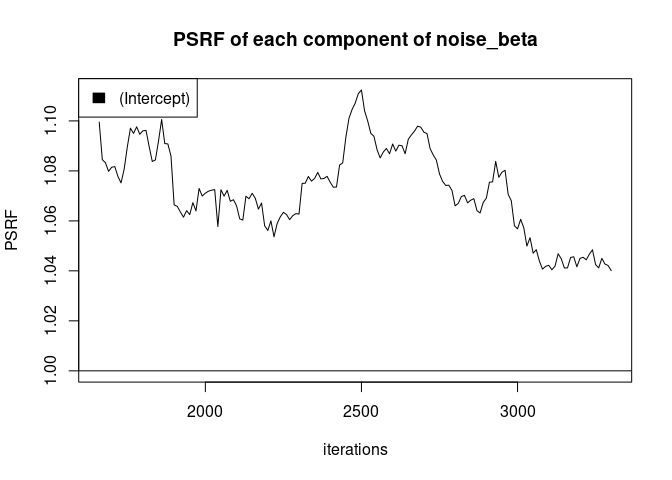 PSRF of each component of noise_beta
(Intercept)
PSRF
1.10
1.08
1.06
1.04
1.02
1.00
2000 2500 3000
iterations